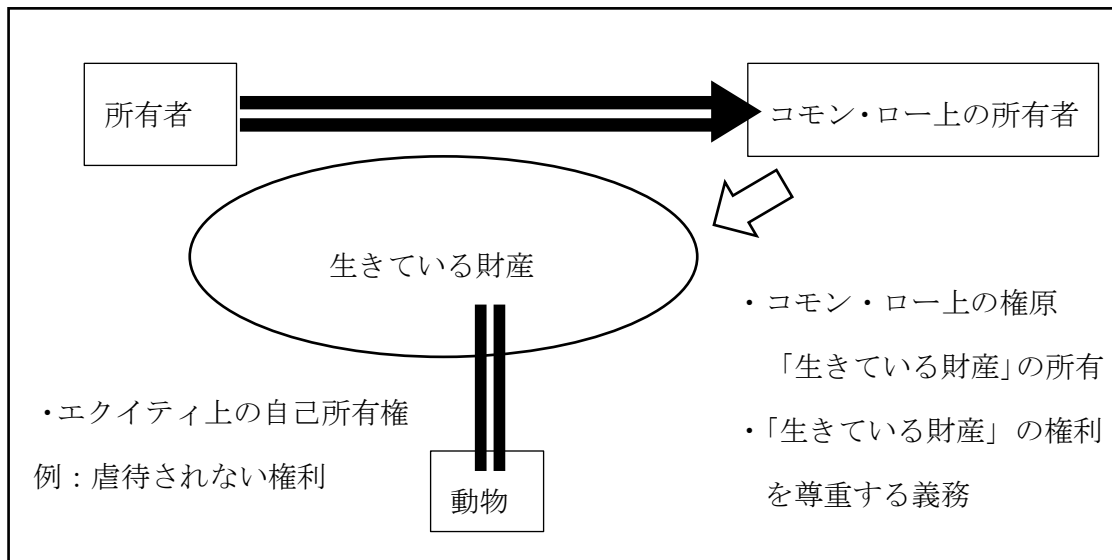 所有者
コモン・ロー上の所有者
生きている財産
・コモン・ロー上の権原
「生きている財産」の所有
・「生きている財産」の権利
を尊重する義務
・エクイティ上の自己所有権
例：虐待されない権利
動物